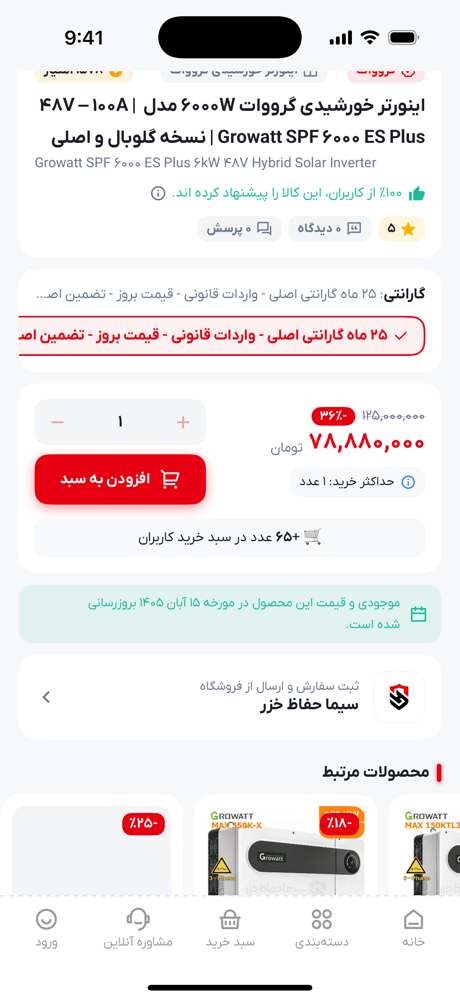 9:41
اینورتر خورشیدی گرووات
اینورتر خورشیدی گرووات ۶۰۰۰W مدل | ۴۸V – ۱۰۰A
Growatt SPF ۶۰۰۰ ES Plus | نسخه گلوبال و اصلی
Growatt SPF ۶۰۰۰ ES Plus ۶kW ۴۸V Hybrid Solar Inverter
۱۰۰٪ از کاربران، این کالا را پیشنهاد کرده اند.
۵
۰ دیدگاه
۰ پرسش
گارانتی: ۲۵ ماه گارانتی اصلی - واردات قانونی - قیمت بروز - تضمین اصـ...
۲۵ ماه گارانتی اصلی - واردات قانونی - قیمت بروز - تضمین اصـ
۱۲۵,۰۰۰,۰۰۰ -۳۶٪
۷۸,۸۸۰,۰۰۰ تومان
حداکثر خرید: ۱ عدد
+ ۱ −
افزودن به سبد
+۶۵ عدد در سبد خرید کاربران
موجودی و قیمت این محصول در مورخه ۱۵ آبان ۱۴۰۵ بروزرسانی
شده است.
ثبت سفارش و ارسال از فروشگاه
سیما حفاظ خزر
محصولات مرتبط
GROWATT
MAX 150KTL3
-۱۸٪
GROWATT
Growatt
-۲۵٪
خانه
دسته‌بندی
سبد خرید
مشاوره آنلاین
ورود